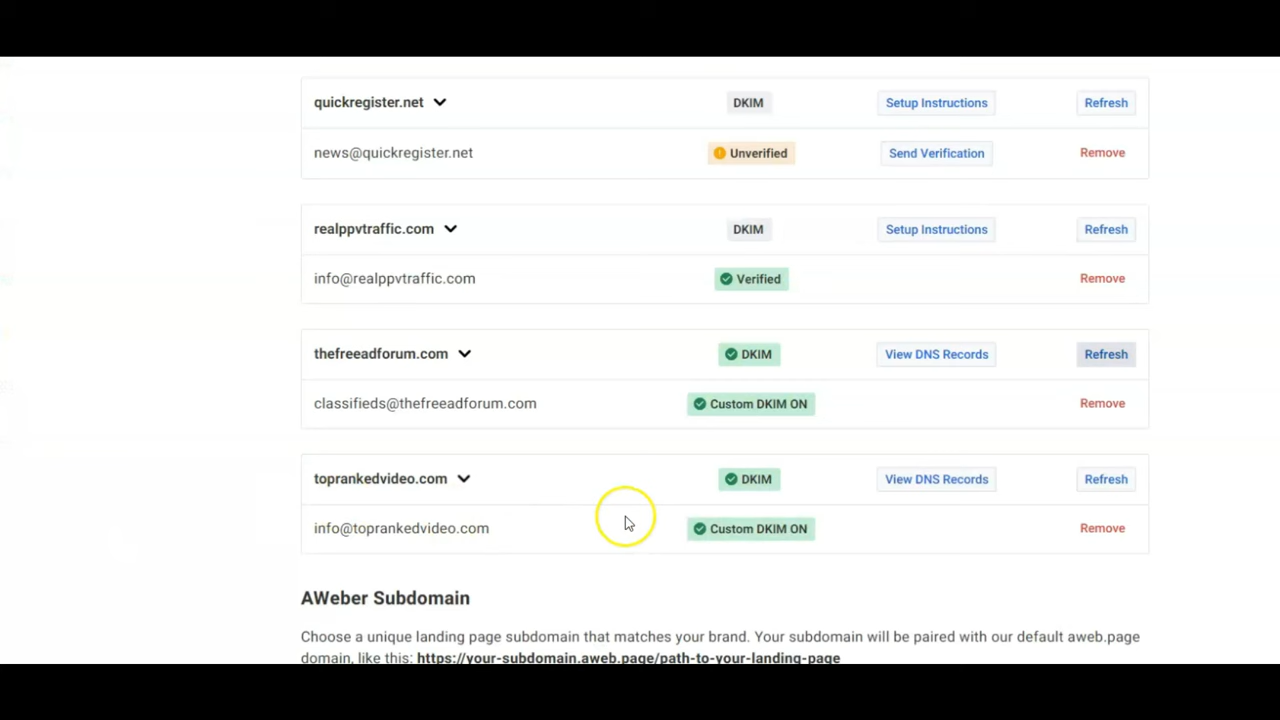 quickregister.net DKIM Setup Instructions Refresh
news@quickregister.net Unverified Send Verification Remove
realppvtraffic.com DKIM Setup Instructions Refresh
info@realppvtraffic.com Verified Remove
thefreeadforum.com DKIM View DNS Records Refresh
classifieds@thefreeadforum.com Custom DKIM ON Remove
toprankedvideo.com DKIM View DNS Records Refresh
info@toprankedvideo.com Custom DKIM ON Remove
AWeber Subdomain
Choose a unique landing page subdomain that matches your brand. Your subdomain will be paired with our default aweb.page
domain, like this: https://your-subdomain.aweb.page/path-to-your-landing-page